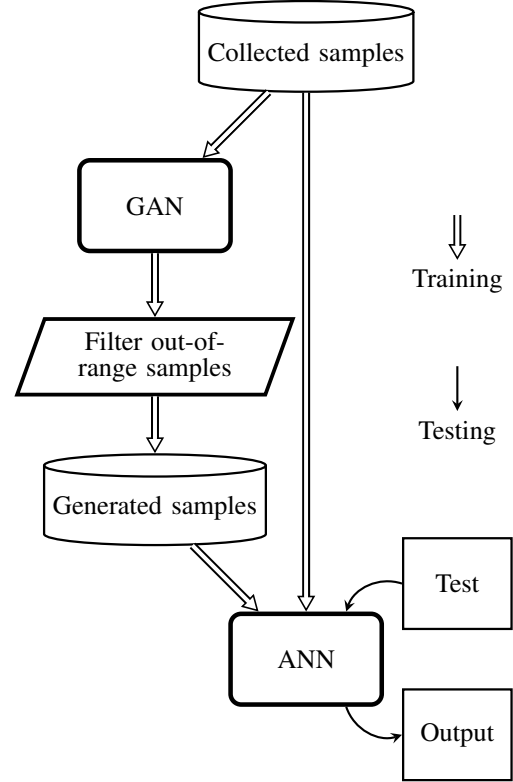 Collected samples
GAN
Training
Filter out-of-
range samples
Testing
Generated samples
Test
ANN
Output